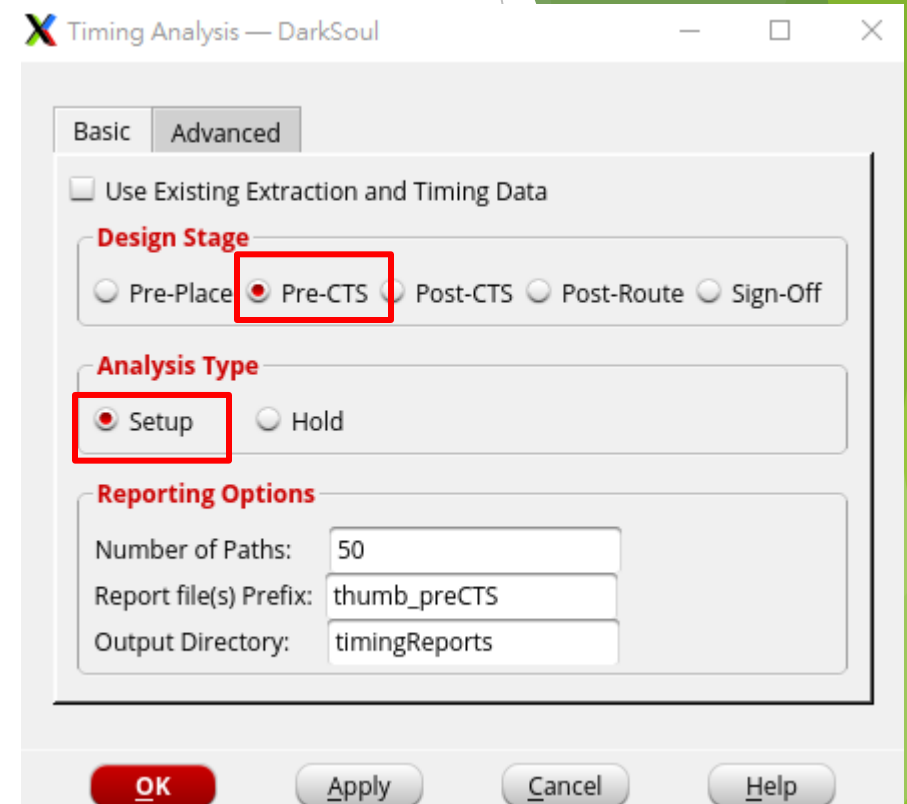 Timing Analysis — DarkSoul
Basic Advanced
Use Existing Extraction and Timing Data
Design Stage
Pre-Place Pre-CTS Post-CTS Post-Route Sign-Off
Analysis Type
Setup Hold
Reporting Options
Number of Paths: 50
Report file(s) Prefix: thumb_preCTS
Output Directory: timingReports
OK Apply Cancel Help